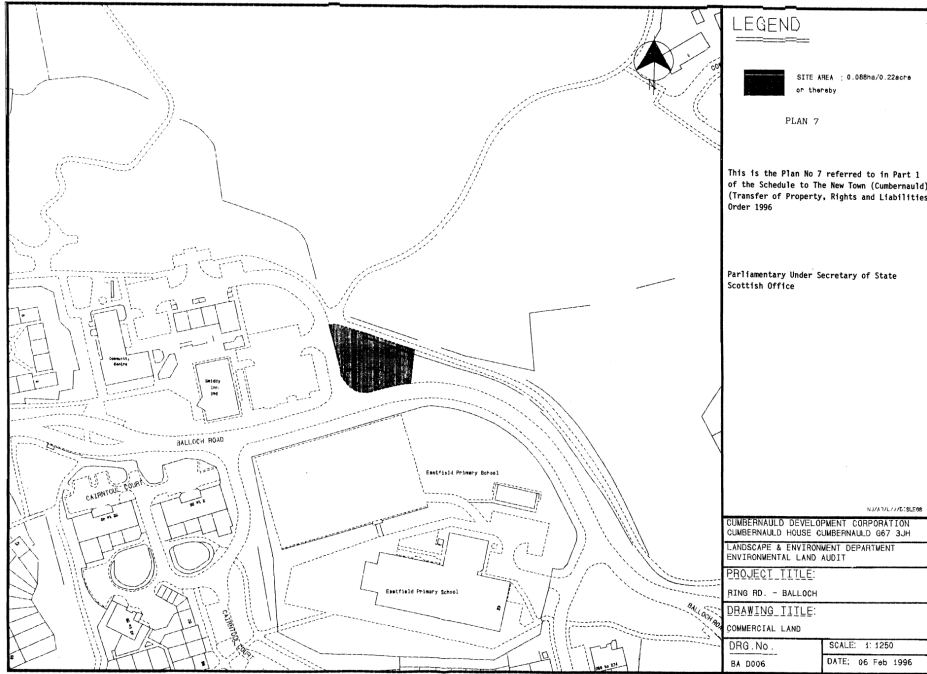 LEGEND
SITE AREA : 0.088ha/0.22acre
or thereby
PLAN 7
This is the Plan No 7 referred to in Part 1
of the Schedule to The New Town (Cumbernauld)
(Transfer of Property, Rights and Liabilities
Order 1996
Parliamentary Under Secretary of State
Scottish Office
CUMBERNAULD DEVELOPMENT CORPORATION
CUMBERNAULD HOUSE CUMBERNAULD G67 3JH
LANDSCAPE & ENVIRONMENT DEPARTMENT
ENVIRONMENTAL LAND AUDIT
PROJECT TITLE:
RING RD. - BALLOCH
DRAWING TITLE:
COMMERCIAL LAND
DRG.No.
BA D006
SCALE: 1:1250
DATE: 06 Feb 1996
N
Community
Centre
Inn
BALLOCH ROAD
CAIRNTOUL COURT
Eastfield Primary School
Eastfield Primary School
CAIRNTOUL COURT
BALLOCH ROA